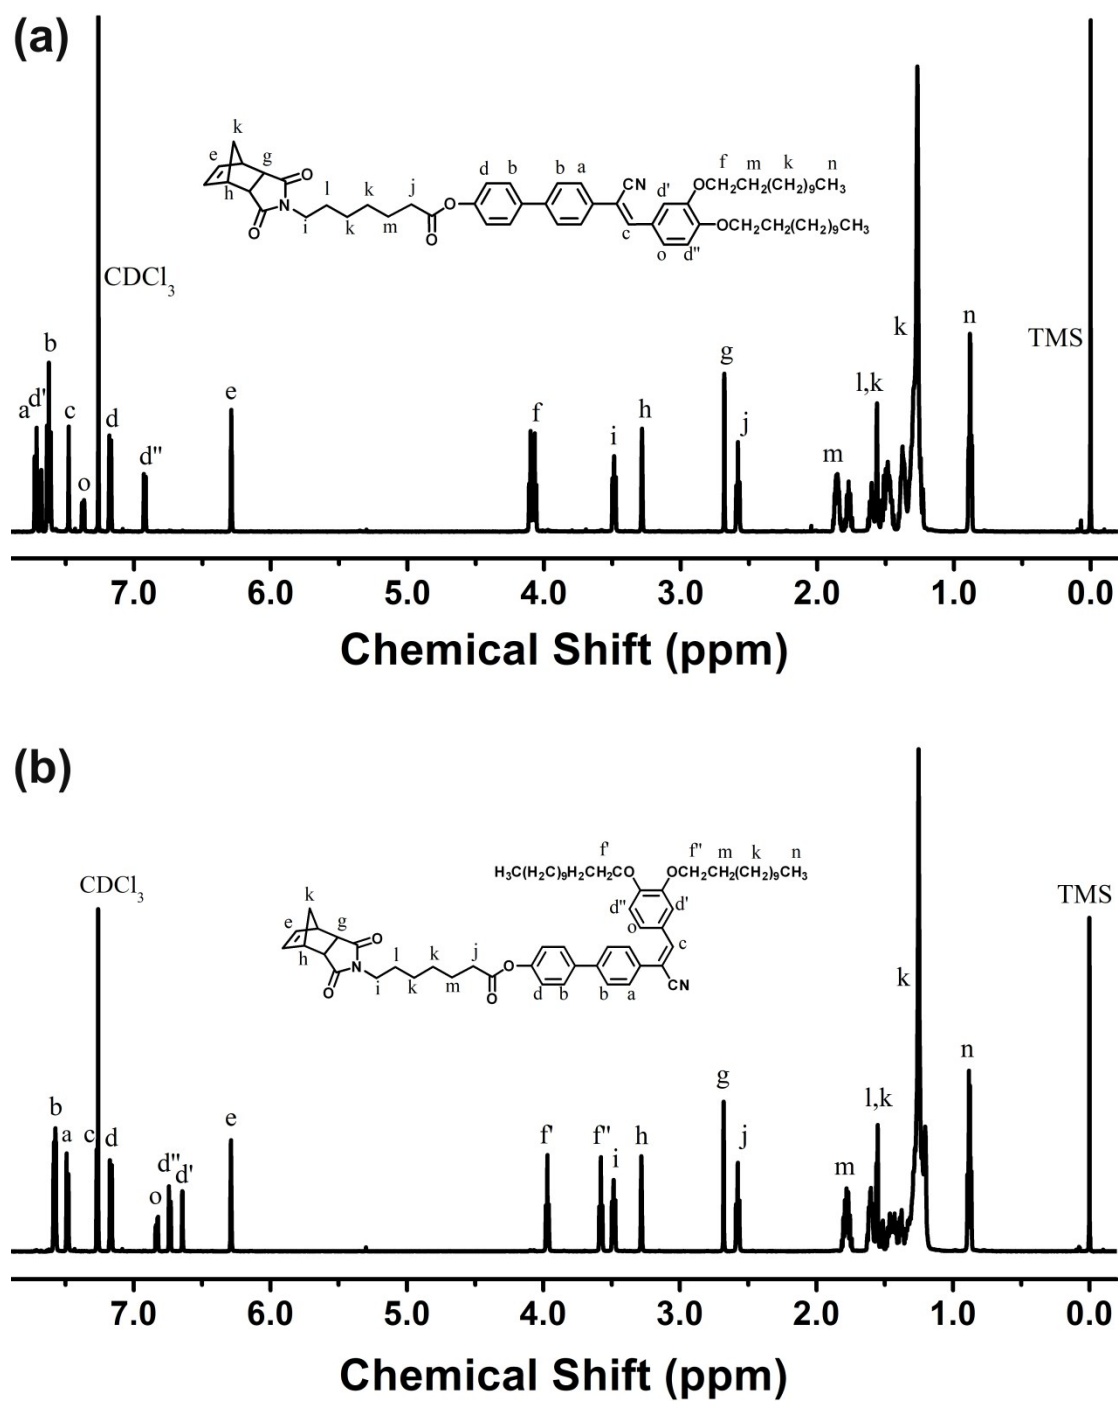 (a)
k
e
g
h
O
N
O
i
l
k
k
m
j
O
O
d
b
b
a
CN
d'
c
o
d''
f m k n
OCH₂CH₂(CH₂)₉CH₃
OCH₂CH₂(CH₂)₉CH₃
CDCl₃
TMS
a
d'
b
c
o
d
d''
e
f
i
h
g
j
m
l,k
k
n
7.0 6.0 5.0 4.0 3.0 2.0 1.0 0.0
Chemical Shift (ppm)
(b)
f' f'' m k n
H₃C(H₂C)₉H₂CH₂CO OCH₂CH₂(CH₂)₉CH₃
d'' d'
o
c
k
e
g
h
O
N
O
i
l
k
k
m
j
O
O
d
b
b
a
CN
CDCl₃
TMS
b
a
c
d
o
d''
d'
e
f'
f''
i
h
g
j
m
l,k
k
n
7.0 6.0 5.0 4.0 3.0 2.0 1.0 0.0
Chemical Shift (ppm)